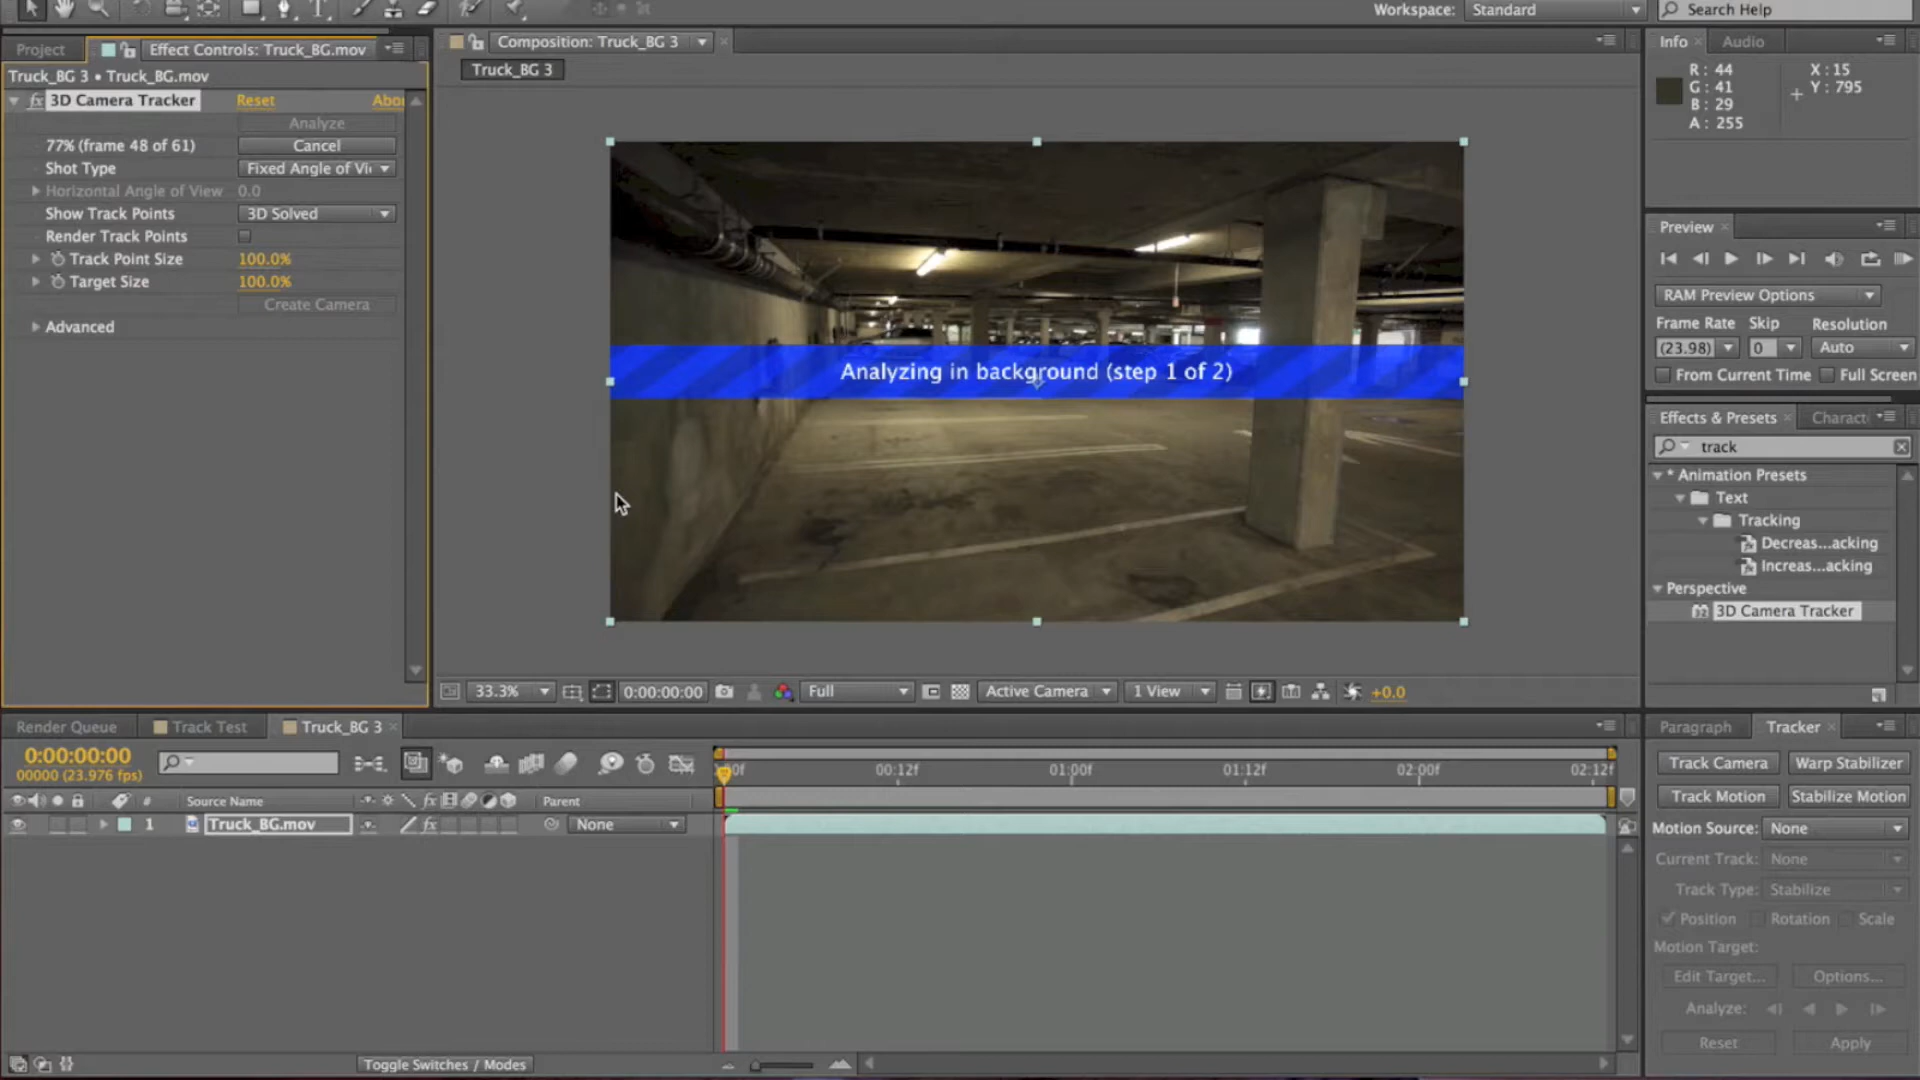 Workspace: Standard Search Help
Project Effect Controls: Truck_BG.mov
Truck_BG 3 • Truck_BG.mov
fx 3D Camera Tracker Reset Abou
Analyze
77% (frame 48 of 61) Cancel
Shot Type Fixed Angle of Vi
Horizontal Angle of View 0.0
Show Track Points 3D Solved
Render Track Points
Track Point Size 100.0%
Target Size 100.0%
Create Camera
Advanced
Composition: Truck_BG 3
Truck_BG 3
Analyzing in background (step 1 of 2)
33.3% 0:00:00:00 Full Active Camera 1 View +0.0
Info Audio
R : 44 X : 15
G : 41 Y : 795
B : 29
A : 255
Preview
RAM Preview Options
Frame Rate Skip Resolution
(23.98) 0 Auto
From Current Time Full Screen
Effects & Presets Charact
track
* Animation Presets
Text
Tracking
Decreas...acking
Increas...acking
Perspective
32 3D Camera Tracker
Render Queue Track Test Truck_BG 3
0:00:00:00
00000 (23.976 fps)
00f 00:12f 01:00f 01:12f 02:00f 02:12f
# Source Name fx Parent
1 Truck_BG.mov fx None
Toggle Switches / Modes
Paragraph Tracker
Track Camera Warp Stabilizer
Track Motion Stabilize Motion
Motion Source: None
Current Track: None
Track Type: Stabilize
Position Rotation Scale
Motion Target:
Edit Target... Options...
Analyze:
Reset Apply